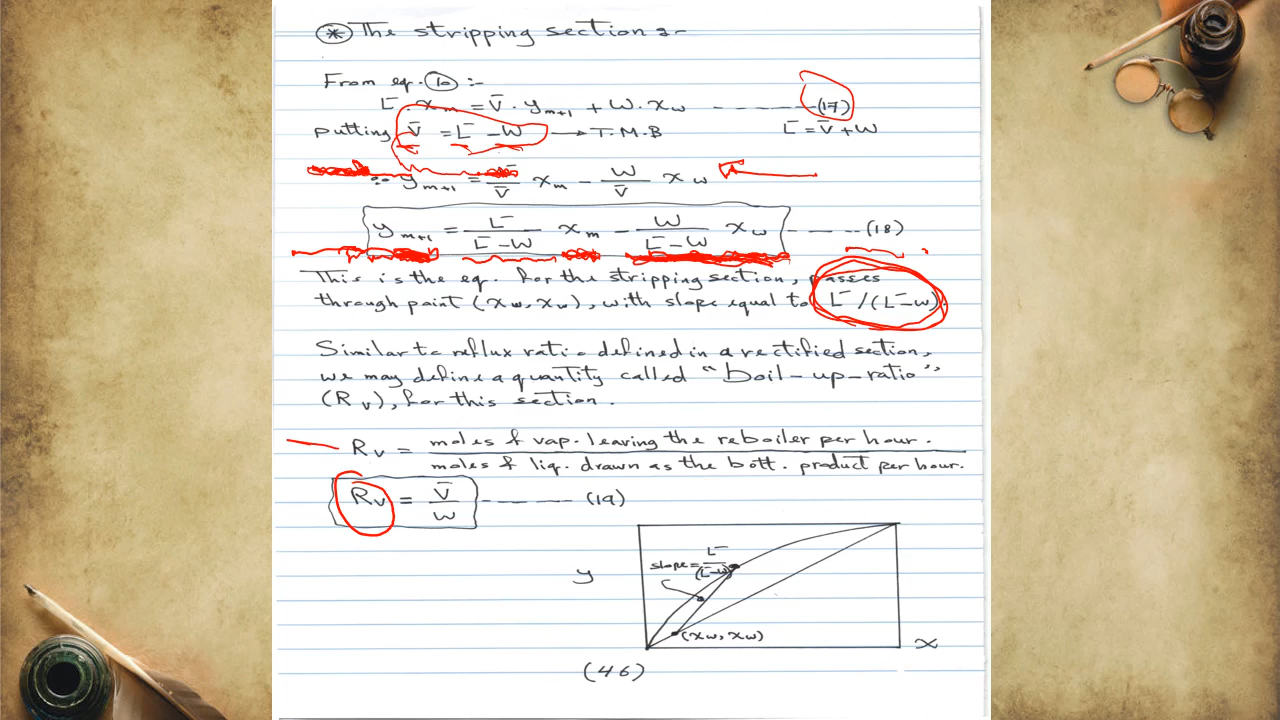 * The stripping section :-
From eq. (10) :-
L̄ xm = V̄ . ym+1 + W . xw ------- (17)
putting V̄ = L̄ - W → T.M.B L̄ = V̄ + W
∴ ym+1 = L̄/V̄ xm - W/V̄ xw
ym+1 = L̄/(L̄-W) xm - W/(L̄-W) xw ----- (18)
This is the eq. for the stripping section, passes
through point (xw, xw), with slope equal to L̄/(L̄-w).
Similar to reflux ratio defined in a rectified section,
we may define a quantity called "boil-up-ratio"
(Rv), for this section.
Rv = moles of vap. leaving the reboiler per hour.
moles of liq. drawn as the bott. product per hour.
Rv = V̄/W ------- (19)
slope = L̄/(L̄-W)
y
(xw, xw)
x
(46)